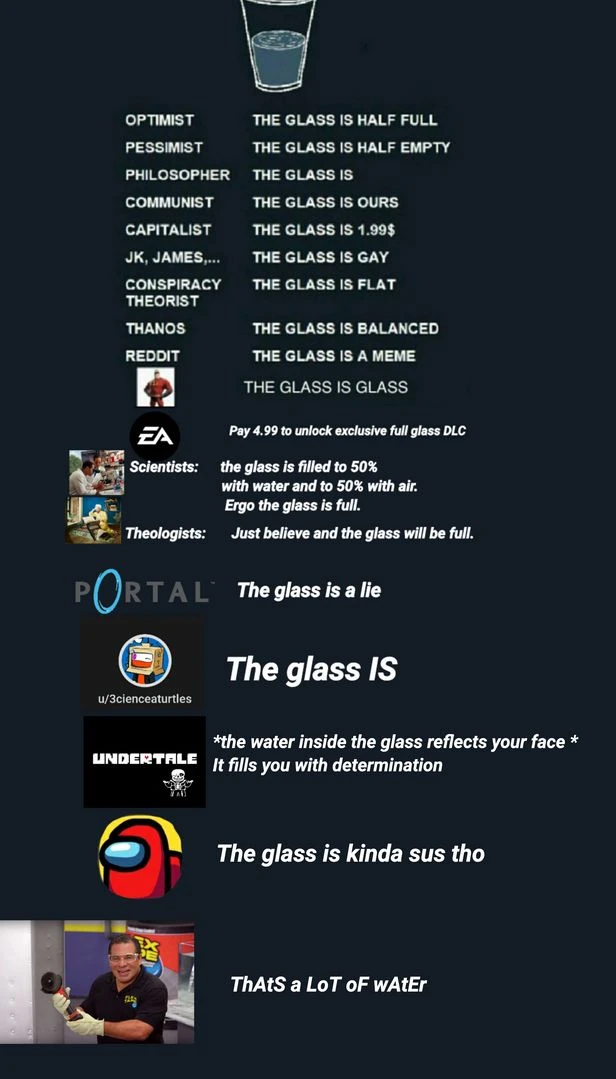 OPTIMIST THE GLASS IS HALF FULL
PESSIMIST THE GLASS IS HALF EMPTY
PHILOSOPHER THE GLASS IS
COMMUNIST THE GLASS IS OURS
CAPITALIST THE GLASS IS 1.99$
JK, JAMES,... THE GLASS IS GAY
CONSPIRACY THE GLASS IS FLAT
THEORIST
THANOS THE GLASS IS BALANCED
REDDIT THE GLASS IS A MEME
THE GLASS IS GLASS
EA Pay 4.99 to unlock exclusive full glass DLC
Scientists: the glass is filled to 50%
with water and to 50% with air.
Ergo the glass is full.
Theologists: Just believe and the glass will be full.
PORTAL™ The glass is a lie
The glass IS
u/3cienceaturtles
*the water inside the glass reflects your face *
UNDERTALE It fills you with determination
The glass is kinda sus tho
ThAtS a LoT oF wAtEr